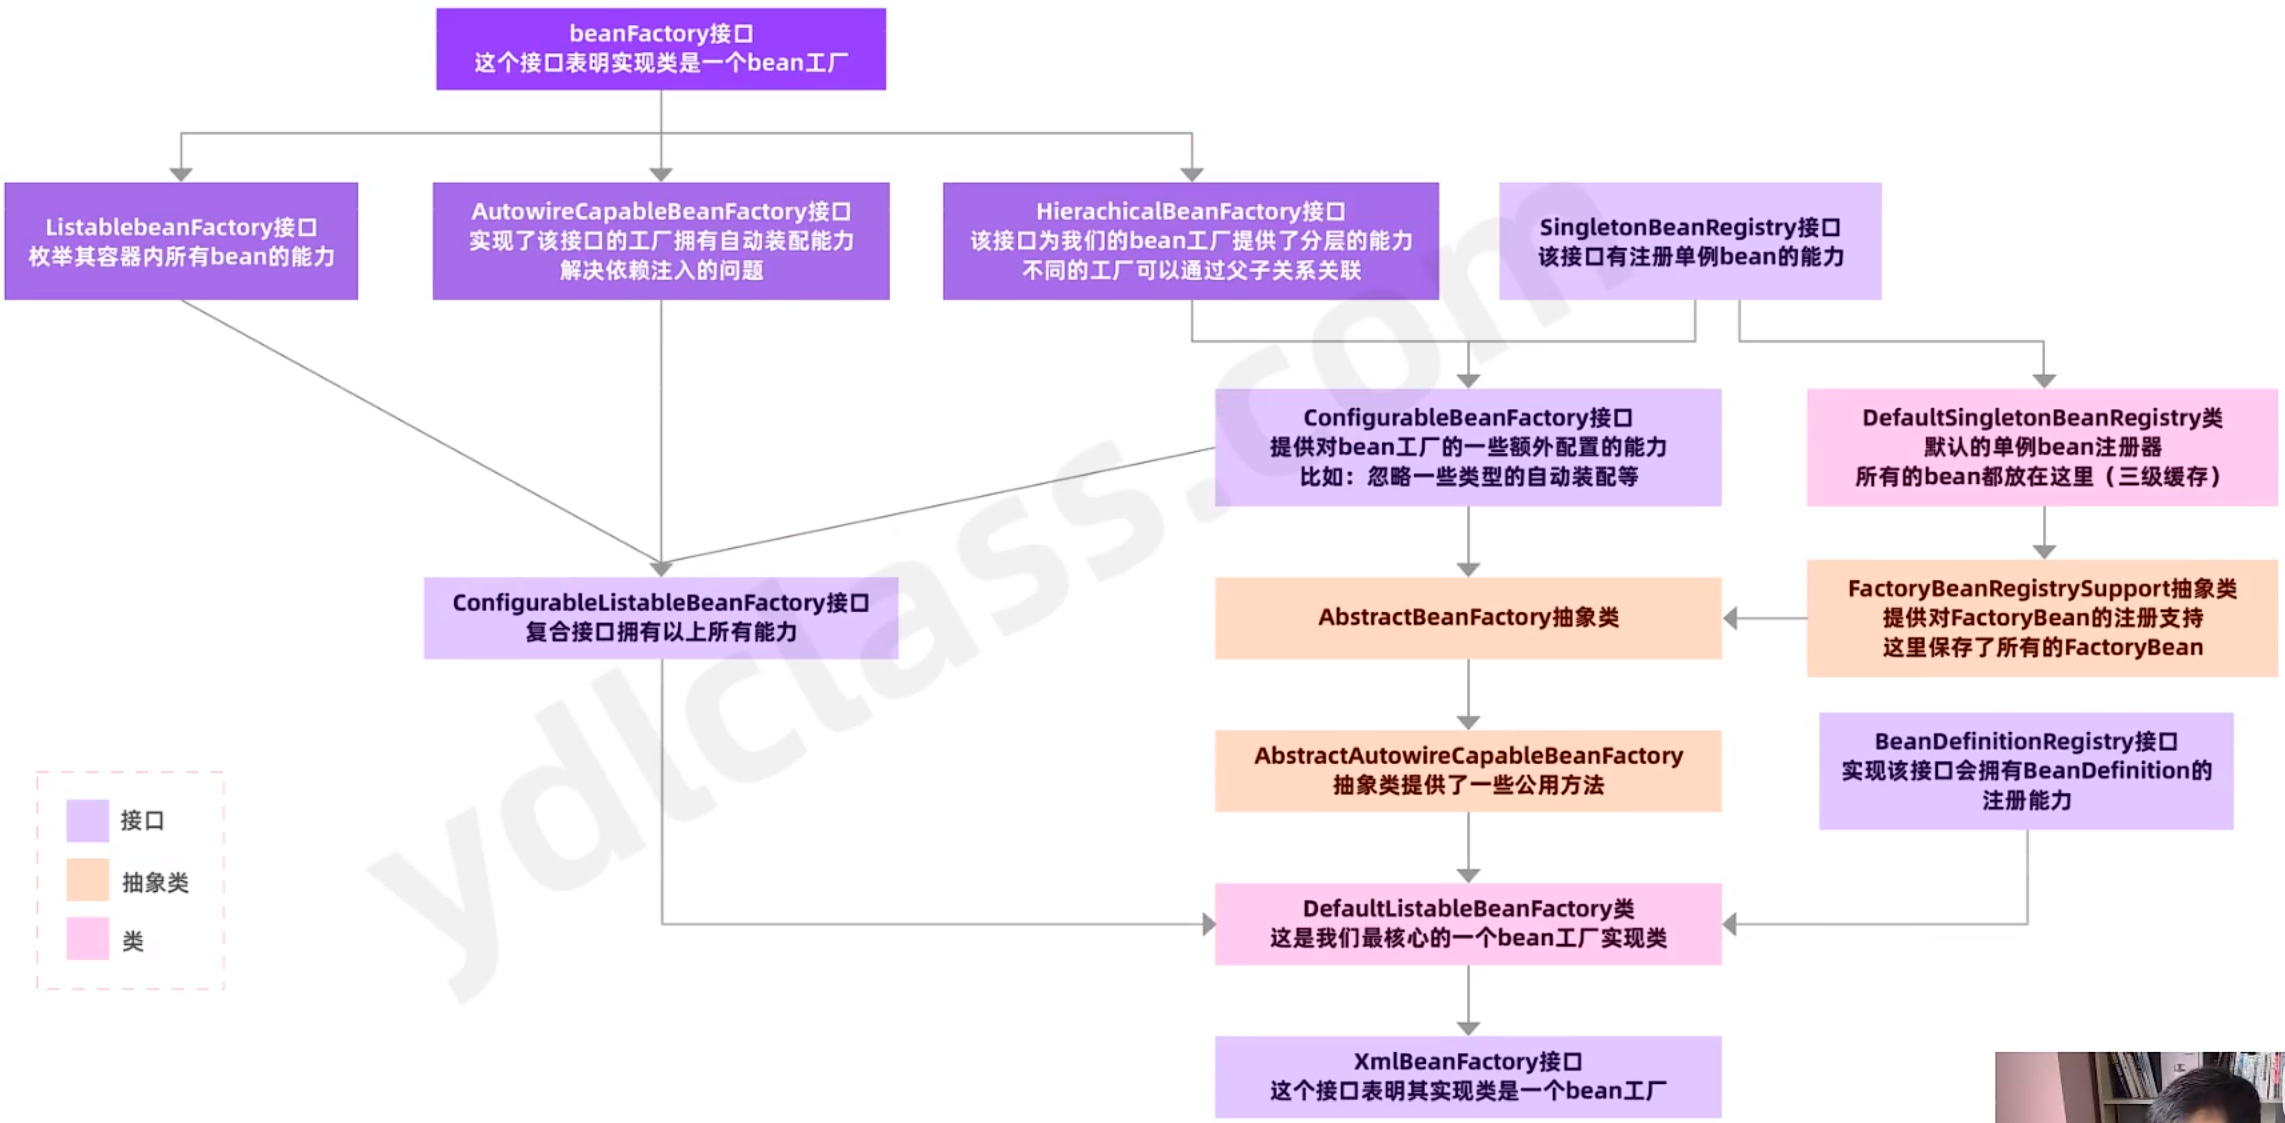 beanFactory接口
这个接口表明实现类是一个bean工厂
ListablebeanFactory接口
枚举其容器内所有bean的能力
AutowireCapableBeanFactory接口
实现了该接口的工厂拥有自动装配能力
解决依赖注入的问题
HierachicalBeanFactory接口
该接口为我们的bean工厂提供了分层的能力
不同的工厂可以通过父子关系关联
SingletonBeanRegistry接口
该接口有注册单例bean的能力
ConfigurableBeanFactory接口
提供对bean工厂的一些额外配置的能力
比如：忽略一些类型的自动装配等
DefaultSingletonBeanRegistry类
默认的单例bean注册器
所有的bean都放在这里（三级缓存）
ConfigurableListableBeanFactory接口
复合接口拥有以上所有能力
AbstractBeanFactory抽象类
FactoryBeanRegistrySupport抽象类
提供对FactoryBean的注册支持
这里保存了所有的FactoryBean
AbstractAutowireCapableBeanFactory
抽象类提供了一些公用方法
BeanDefinitionRegistry接口
实现该接口会拥有BeanDefinition的
注册能力
接口
抽象类
类
DefaultListableBeanFactory类
这是我们最核心的一个bean工厂实现类
XmlBeanFactory接口
这个接口表明其实现类是一个bean工厂
ydlclass.com